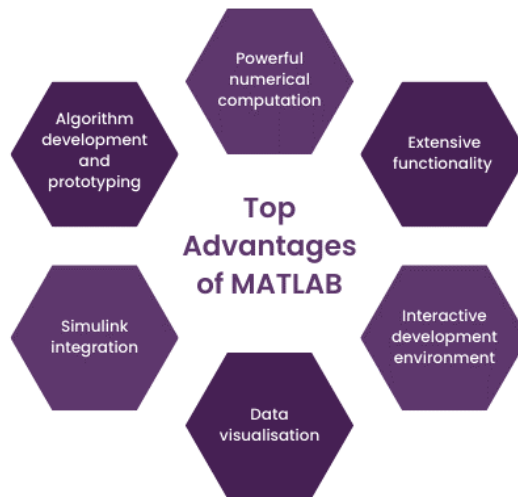 Powerful
numerical
computation
Algorithm
development
and
prototyping
Extensive
functionality
Top
Advantages
of MATLAB
Simulink
integration
Interactive
development
environment
Data
visualisation